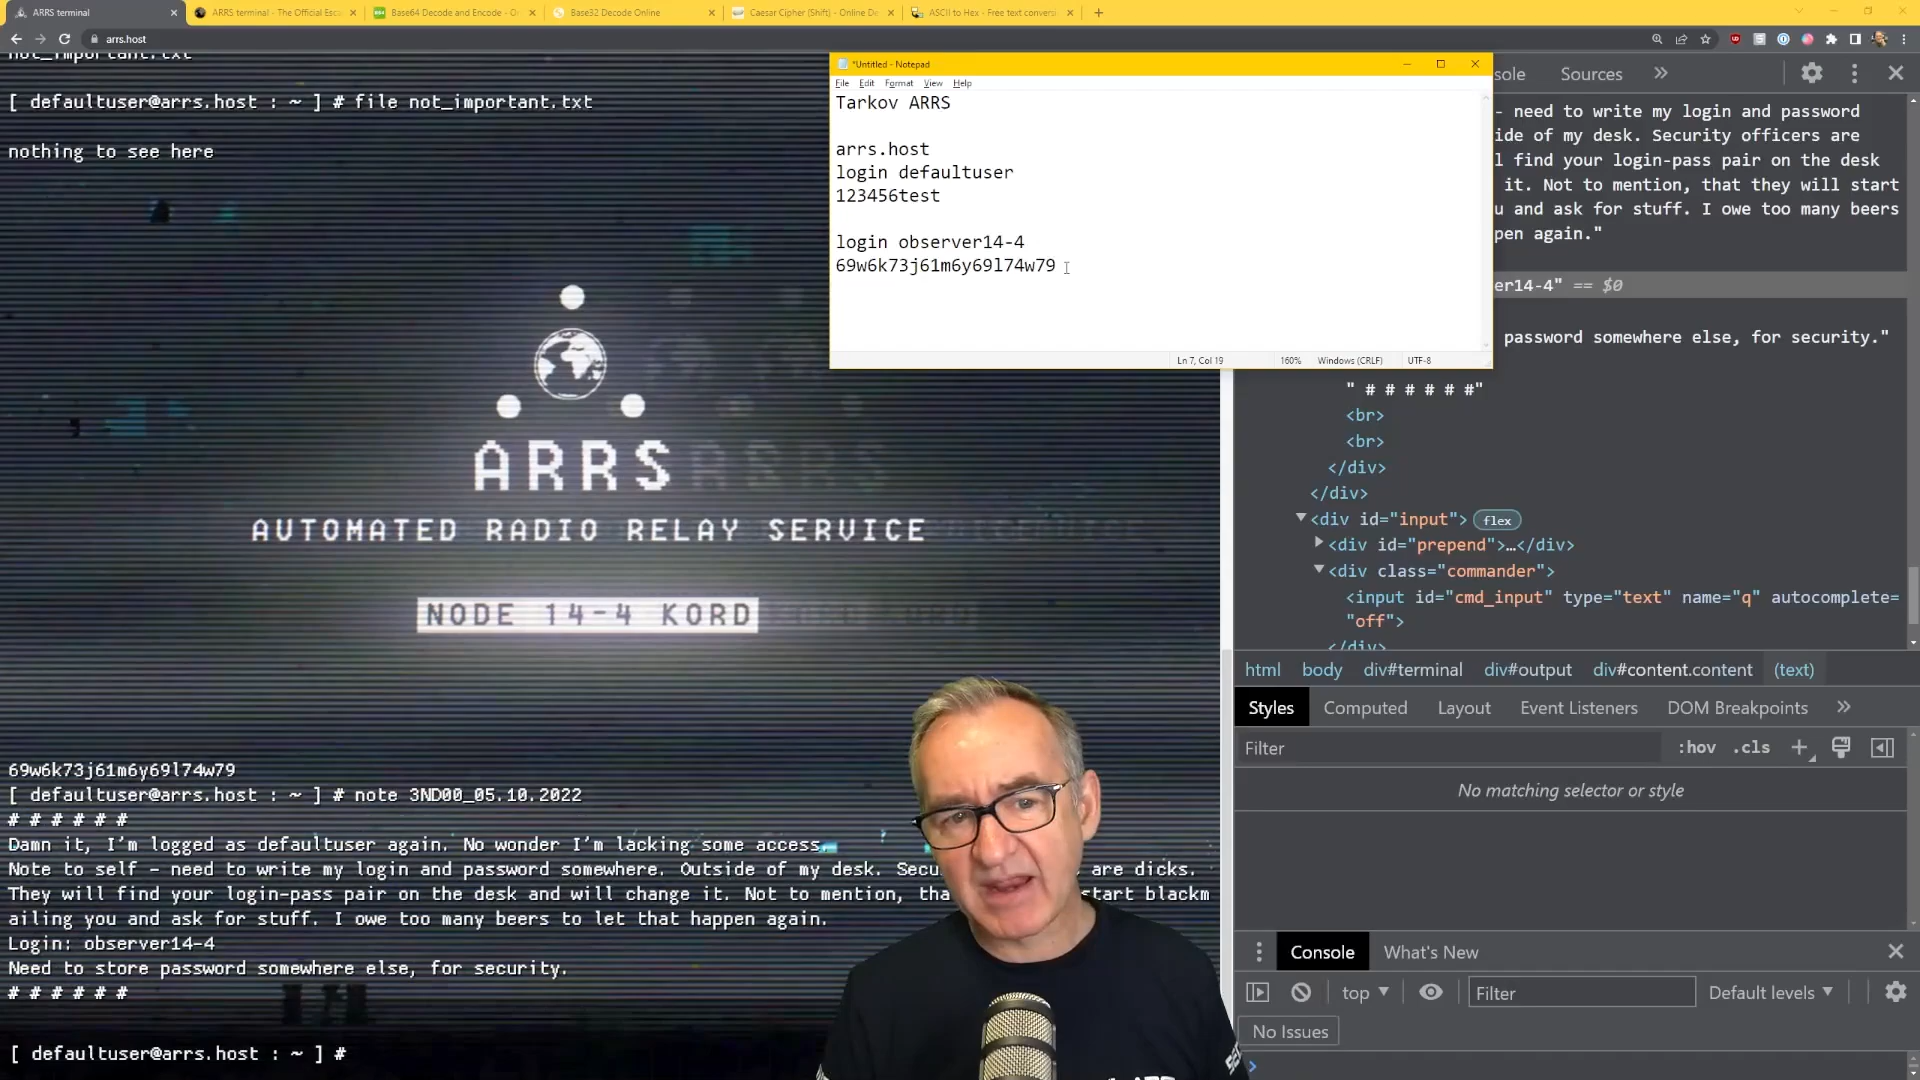 ARRS terminal
ARRS terminal - The Official Esca
Base64 Decode and Encode - O
Base32 Decode Online
Caesar Cipher (Shift) - Online De
ASCII to Hex - Free text conversi
arrs.host
not_important.txt
[ defaultuser@arrs.host : ~ ] # file not_important.txt
nothing to see here
ARRS
AUTOMATED RADIO RELAY SERVICE
NODE 14-4 KORD
69w6k73j61m6y69l74w79
[ defaultuser@arrs.host : ~ ] # note 3ND00_05.10.2022
# # # # # #
Damn it, I'm logged as defaultuser again. No wonder I'm lacking some access.
Note to self - need to write my login and password somewhere. Outside of my desk. Secu are dicks.
They will find your login-pass pair on the desk and will change it. Not to mention, tha start blackm
ailing you and ask for stuff. I owe too many beers to let that happen again.
Login: observer14-4
Need to store password somewhere else, for security.
# # # # # #
[ defaultuser@arrs.host : ~ ] #
*Untitled - Notepad
File Edit Format View Help
Tarkov ARRS
arrs.host
login defaultuser
123456test
login observer14-4
69w6k73j61m6y69l74w79
Ln 7, Col 19
160%
Windows (CRLF)
UTF-8
sole
Sources
- need to write my login and password
ide of my desk. Security officers are
l find your login-pass pair on the desk
it. Not to mention, that they will start
u and ask for stuff. I owe too many beers
pen again."
er14-4" == $0
password somewhere else, for security."
" # # # # # #"
<br>
<br>
</div>
</div>
<div id="input"> flex
<div id="prepend">…</div>
<div class="commander">
<input id="cmd_input" type="text" name="q" autocomplete=
"off">
</div>
html body div#terminal div#output div#content.content (text)
Styles Computed Layout Event Listeners DOM Breakpoints
Filter
:hov .cls
No matching selector or style
Console What's New
top
Filter
Default levels
No Issues